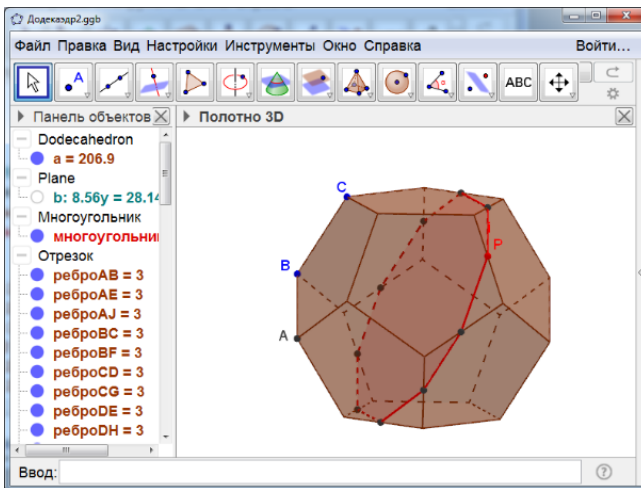 Додекаэдр2.ggb
Файл Правка Вид Настройки Инструменты Окно Справка Войти...
A ABC
Панель объектов
Полотно 3D
Dodecahedron
a = 206.9
Plane
b: 8.56y = 28.14
Многоугольник
многоугольни
Отрезок
реброAB = 3
реброAE = 3
реброAJ = 3
реброBC = 3
реброBF = 3
реброCD = 3
реброCG = 3
реброDE = 3
реброDH = 3
C
P
B
A
Ввод: